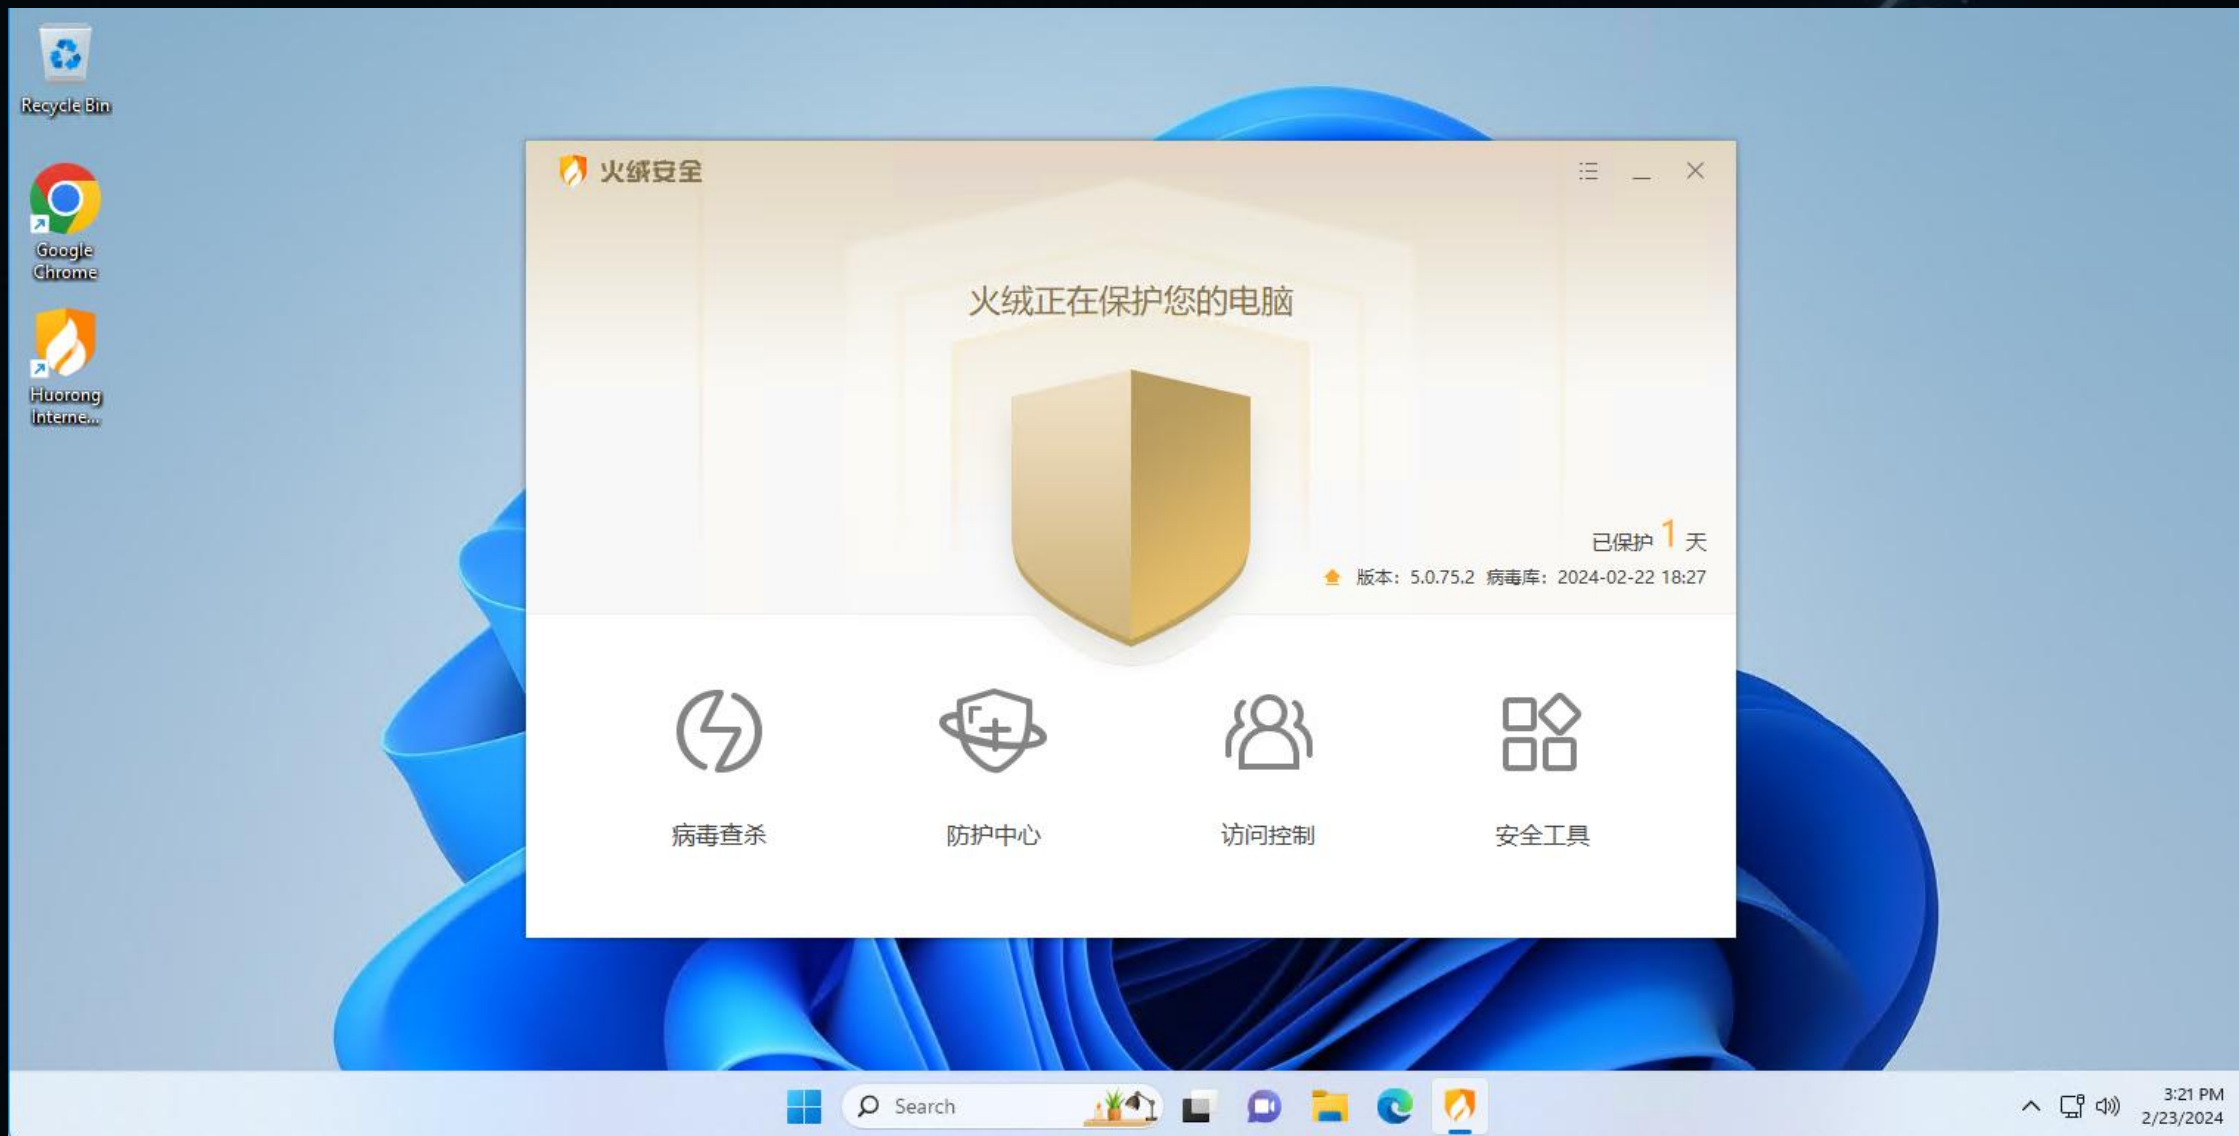 Recycle Bin
Google
Chrome
Huorong
Interne...
火绒安全
火绒正在保护您的电脑
已保护 1 天
版本: 5.0.75.2 病毒库: 2024-02-22 18:27
病毒查杀
防护中心
访问控制
安全工具
Search
3:21 PM
2/23/2024